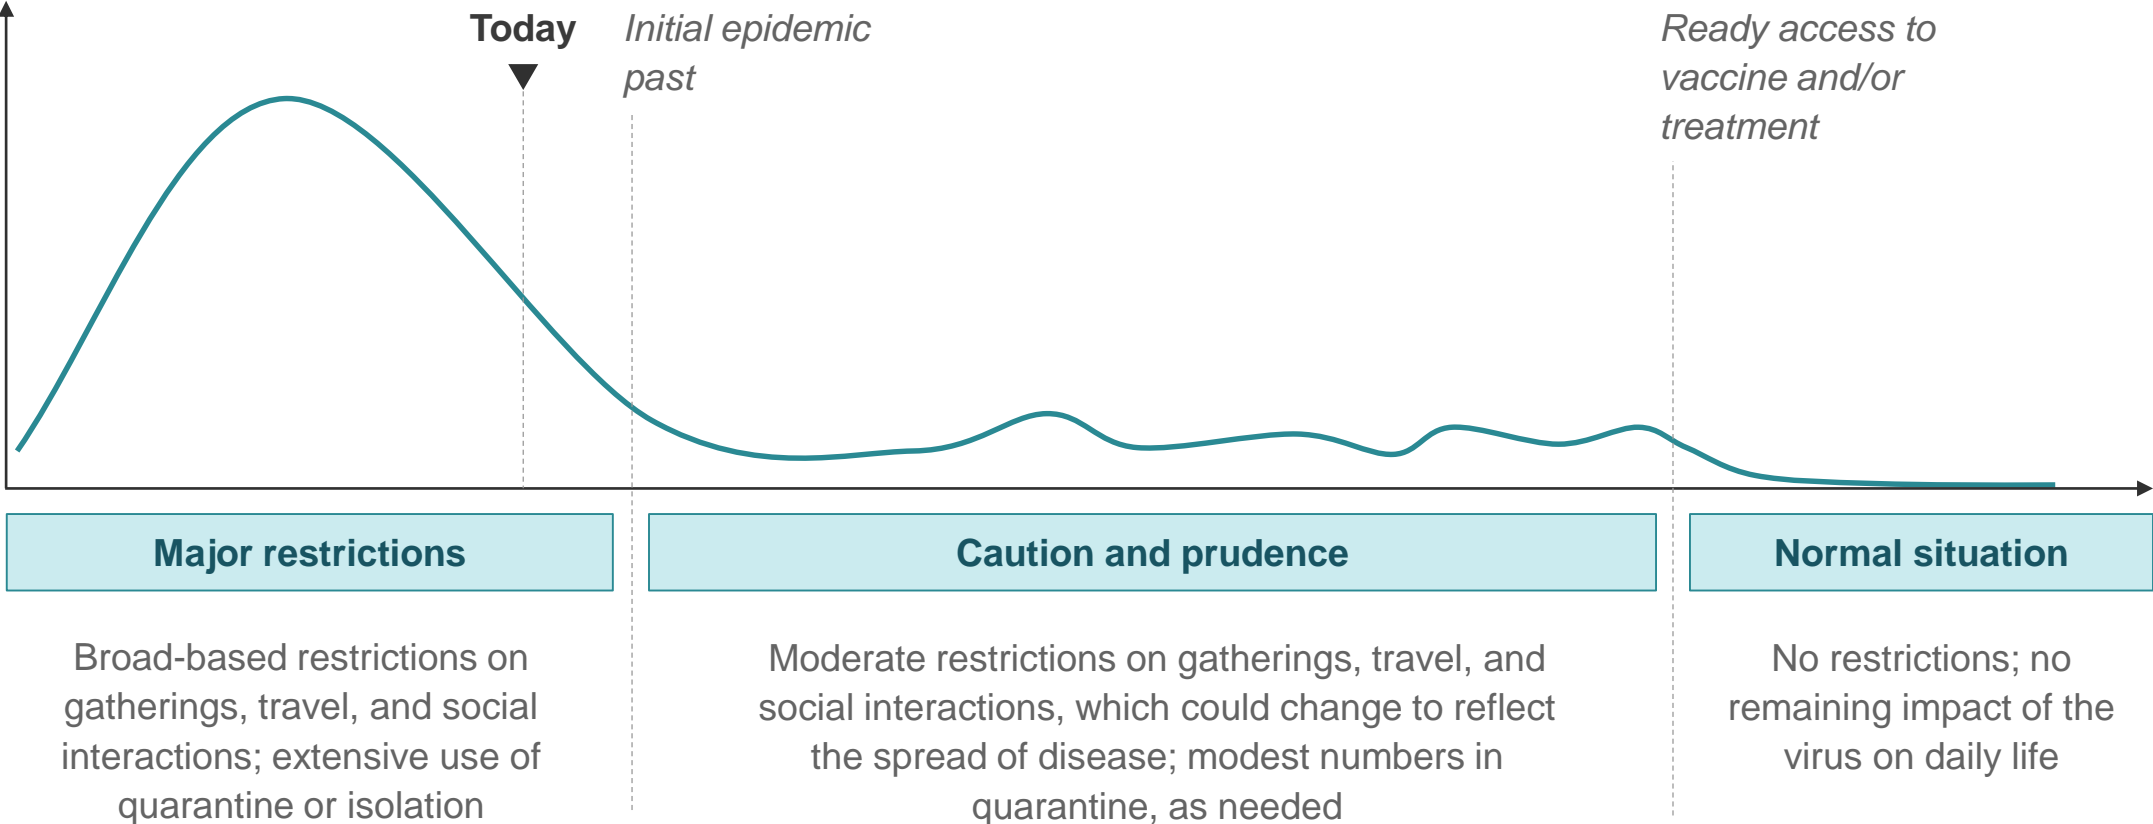 Today
Initial epidemic
past
Ready access to
vaccine and/or
treatment
Major restrictions
Caution and prudence
Normal situation
Broad-based restrictions on
gatherings, travel, and social
interactions; extensive use of
quarantine or isolation
Moderate restrictions on gatherings, travel, and
social interactions, which could change to reflect
the spread of disease; modest numbers in
quarantine, as needed
No restrictions; no
remaining impact of the
virus on daily life